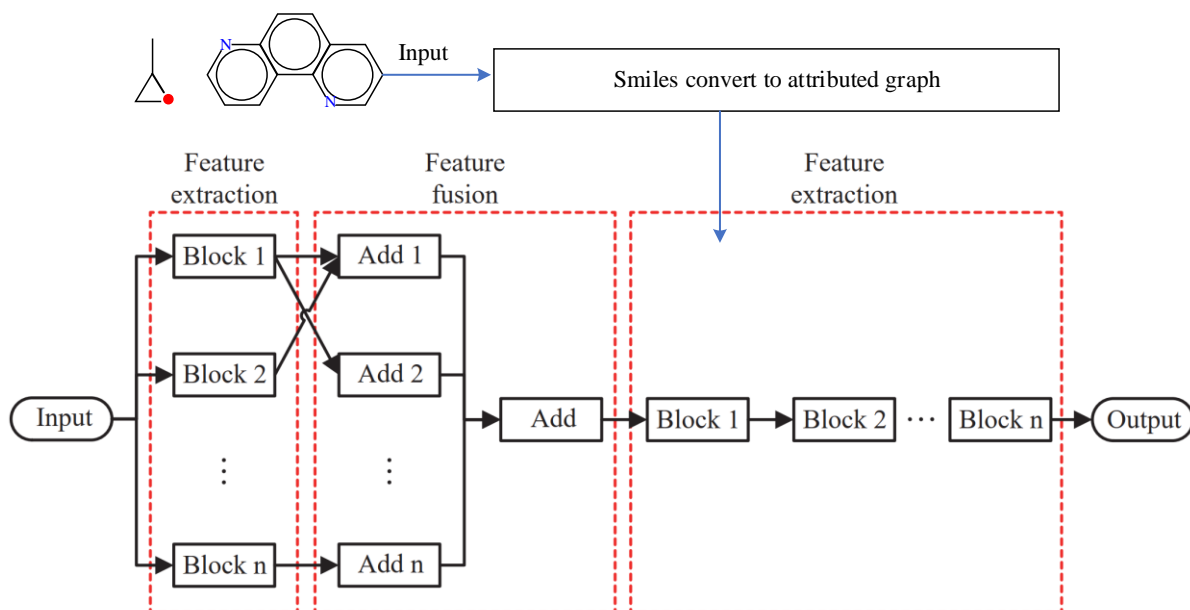 N
N
Input
Smiles convert to attributed graph
Feature
extraction
Feature
fusion
Feature
extraction
Block 1
Add 1
Block 2
Add 2
Input
Add
Block 1
Block 2
···
Block n
Output
⋮
⋮
Block n
Add n